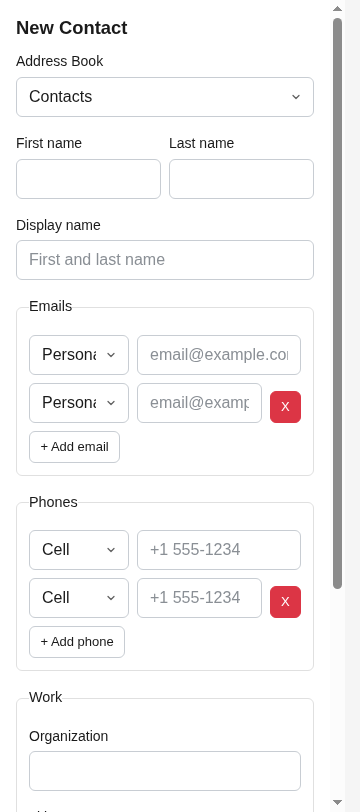 New Contact
Address Book
Contacts
First name Last name
Display name
First and last name
Emails
Persona email@example.co
Persona email@examp
X
+ Add email
Phones
Cell +1 555-1234
Cell +1 555-1234
X
+ Add phone
Work
Organization